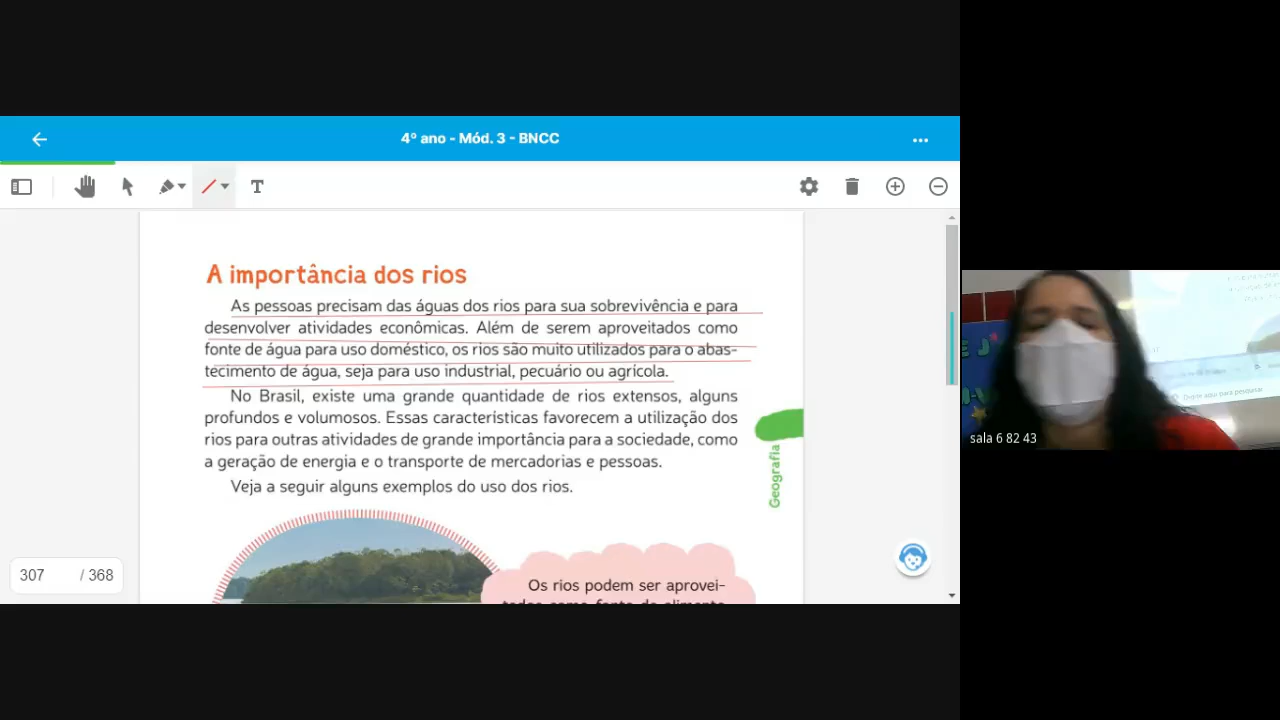 4º ano - Mód. 3 - BNCC
A importância dos rios
As pessoas precisam das águas dos rios para sua sobrevivência e para
desenvolver atividades econômicas. Além de serem aproveitados como
fonte de água para uso doméstico, os rios são muito utilizados para o abas-
tecimento de água, seja para uso industrial, pecuário ou agrícola.
No Brasil, existe uma grande quantidade de rios extensos, alguns
profundos e volumosos. Essas características favorecem a utilização dos
rios para outras atividades de grande importância para a sociedade, como
a geração de energia e o transporte de mercadorias e pessoas.
Veja a seguir alguns exemplos do uso dos rios.
Geografia
Os rios podem ser aprovei-
307 / 368
Digite aqui para pesquisar
sala 6 82 43